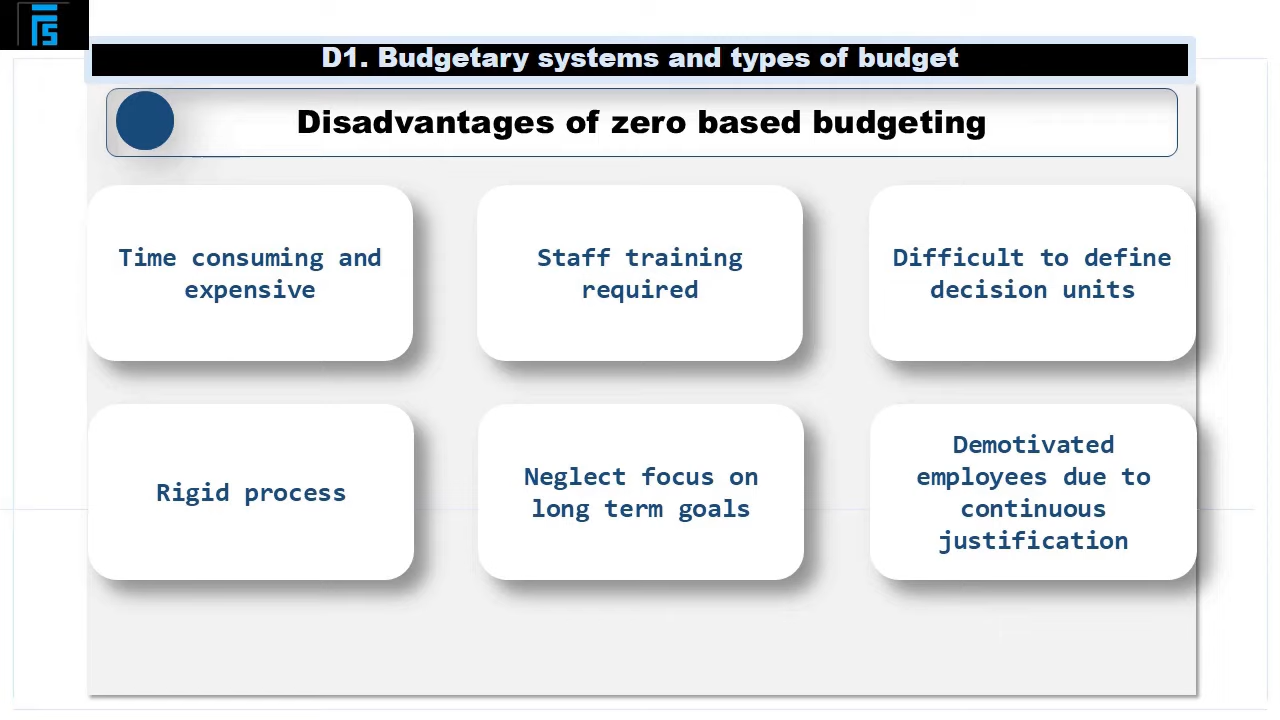 D1. Budgetary systems and types of budget
Disadvantages of zero based budgeting
Time consuming and
expensive
Staff training
required
Difficult to define
decision units
Rigid process
Neglect focus on
long term goals
Demotivated
employees due to
continuous
justification